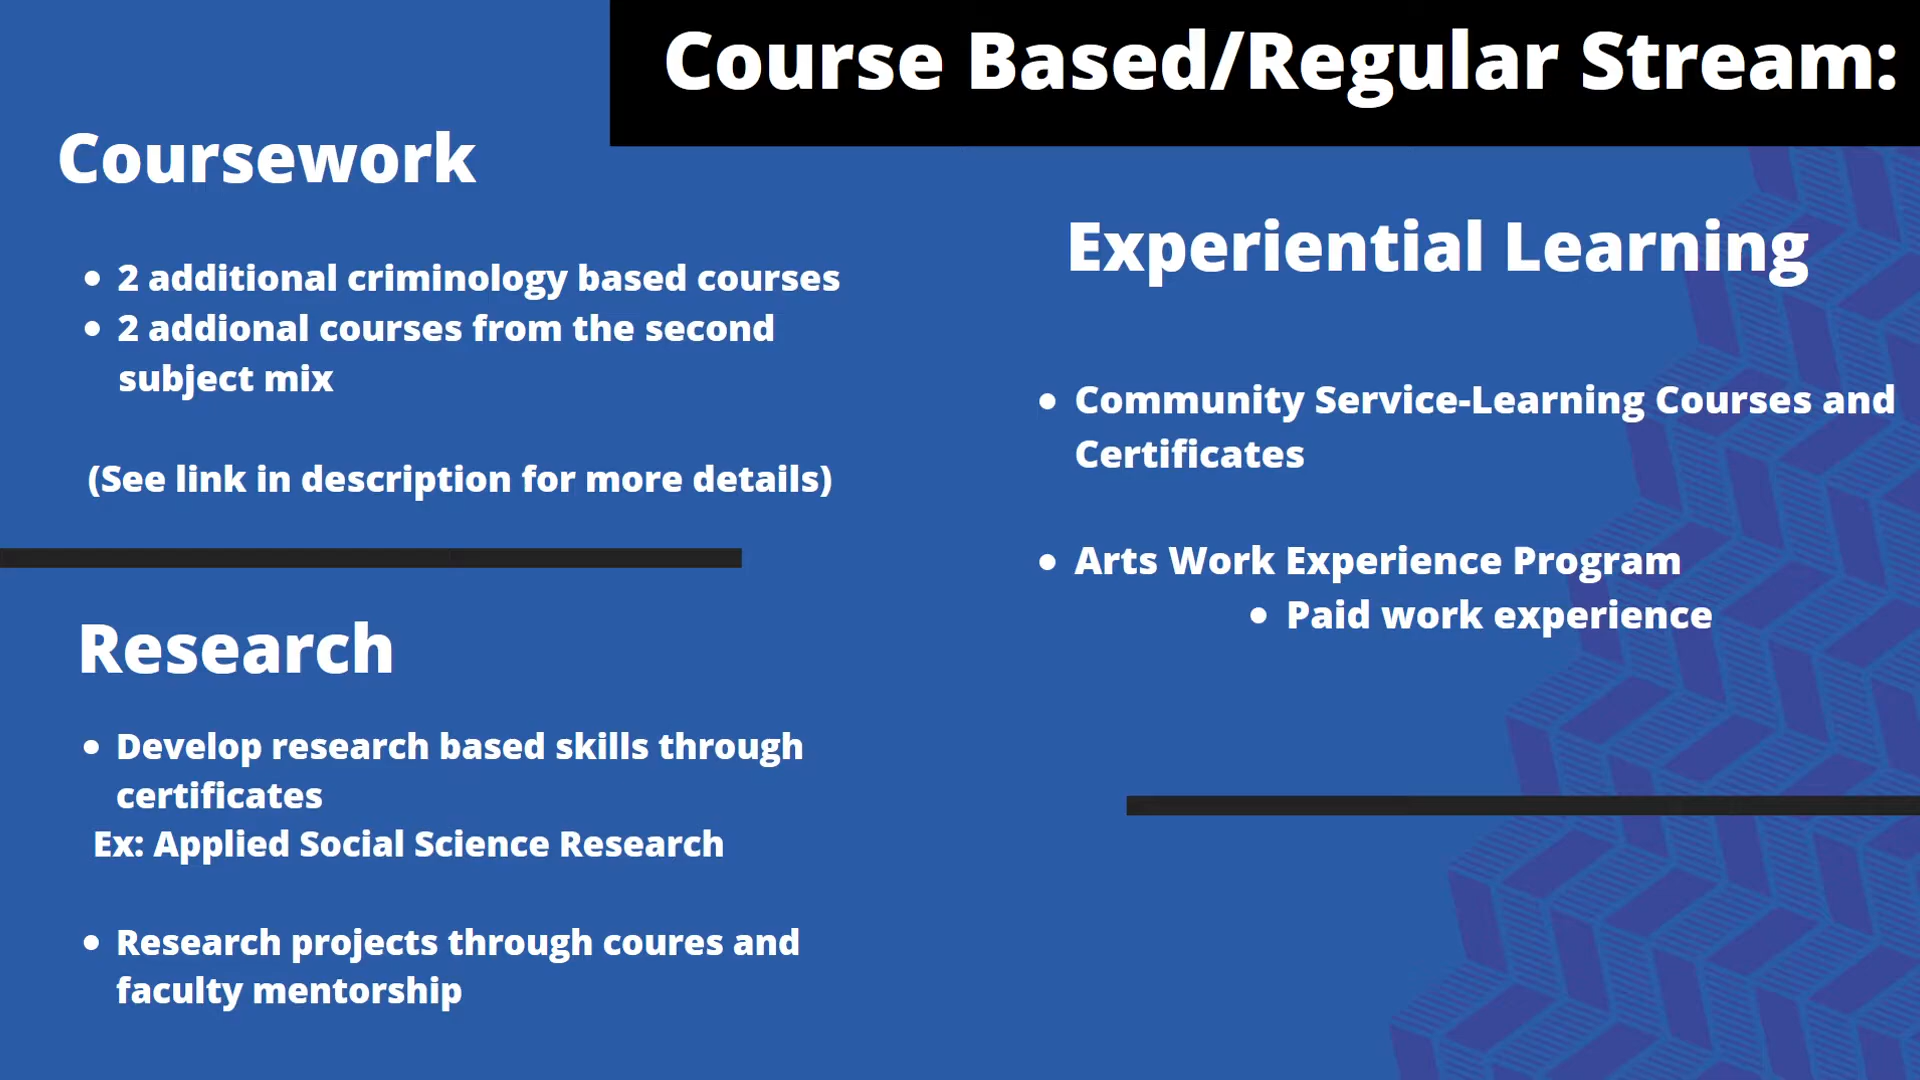 Course Based/Regular Stream:
Coursework
• 2 additional criminology based courses
• 2 addional courses from the second
subject mix
(See link in description for more details)
Research
• Develop research based skills through
certificates
Ex: Applied Social Science Research
• Research projects through coures and
faculty mentorship
Experiential Learning
• Community Service-Learning Courses and
Certificates
• Arts Work Experience Program
• Paid work experience